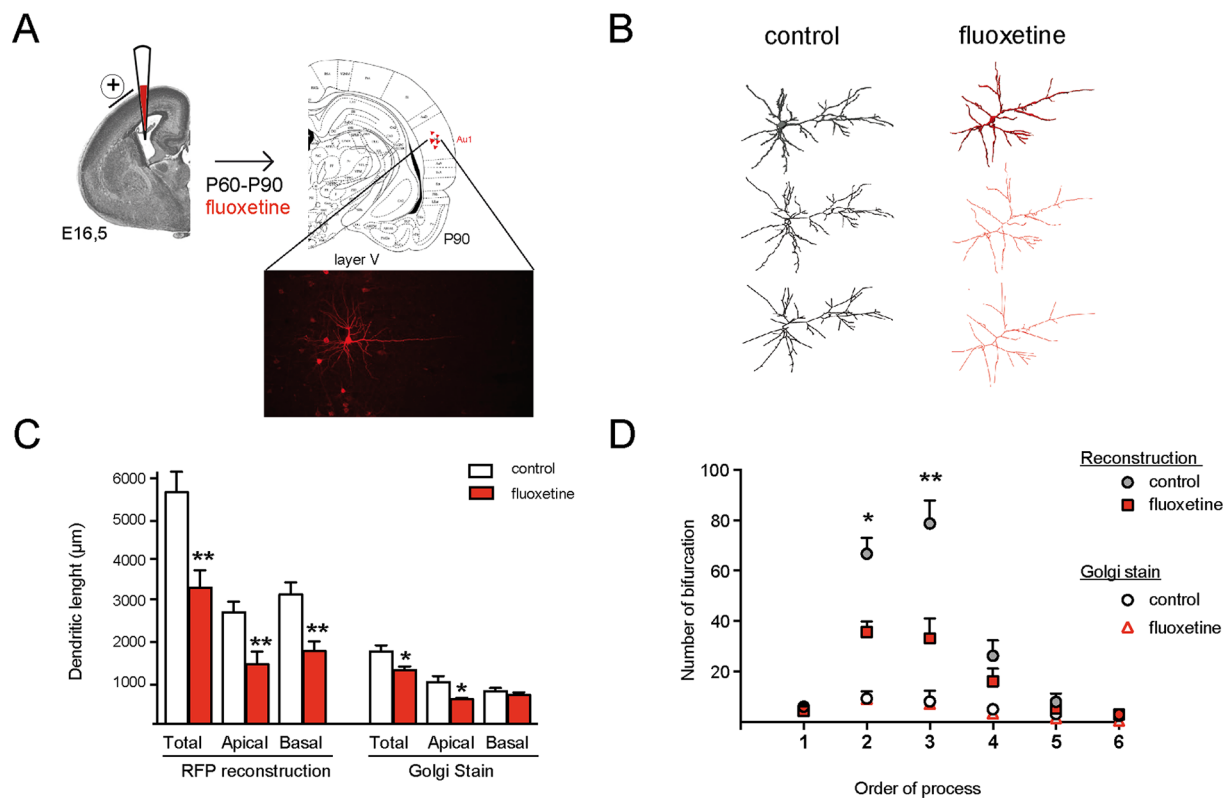 A
P60-P90
fluoxetine
E16,5
Au1
P90
layer V
B
control
fluoxetine
C
Dendritic lenght (µm)
6000
5000
4000
3000
2000
1000
control
fluoxetine
**
**
**
*
*
Total
Apical
Basal
Total
Apical
Basal
RFP reconstruction
Golgi Stain
D
Number of bifurcation
100
80
60
40
20
*
**
1
2
3
4
5
6
Order of process
Reconstruction
control
fluoxetine
Golgi stain
control
fluoxetine